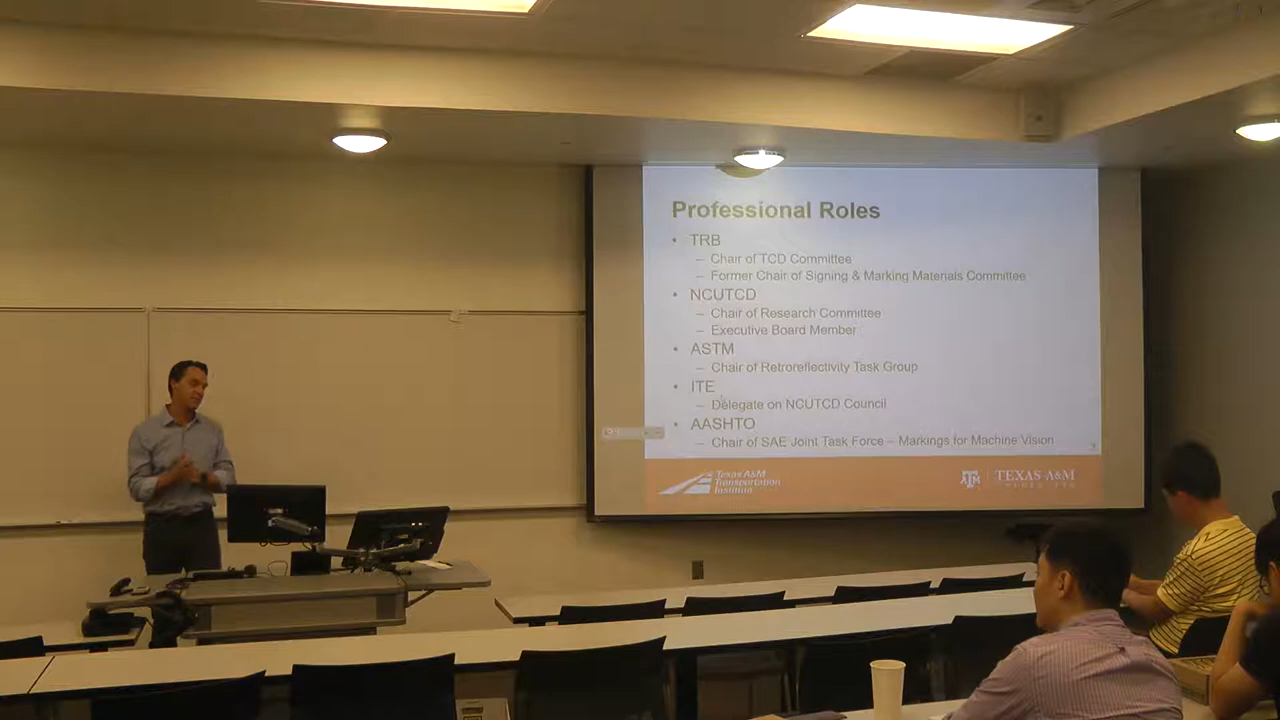 Professional Roles
• TRB
– Chair of TCD Committee
– Former Chair of Signing & Marking Materials Committee
• NCUTCD
– Chair of Research Committee
– Executive Board Member
• ASTM
– Chair of Retroreflectivity Task Group
• ITE
– Delegate on NCUTCD Council
• AASHTO
– Chair of SAE Joint Task Force – Markings for Machine Vision
Texas A&M
Transportation
Institute
TEXAS A&M